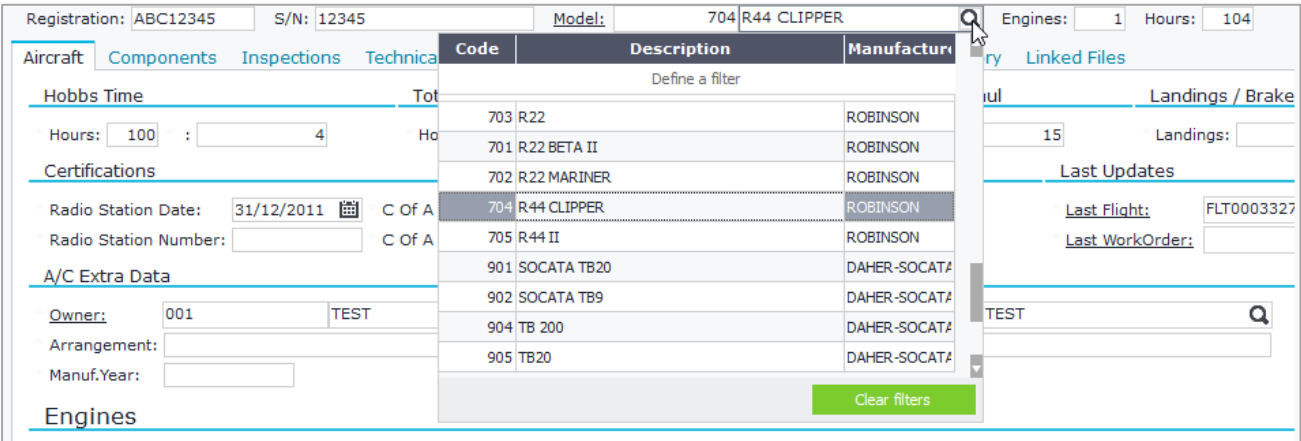 Registration: ABC12345 S/N: 12345 Model: 704 R44 CLIPPER Engines: 1 Hours: 104
Aircraft Components Inspections Technica ry Linked Files
Code Description Manufacture
Define a filter
Hobbs Time Tot ul Landings / Brake
703 R22 ROBINSON
Hours: 100 : 4 Ho 15 Landings:
701 R22 BETA II ROBINSON
Certifications 702 R22 MARINER ROBINSON Last Updates
Radio Station Date: 31/12/2011 C Of A 704 R44 CLIPPER ROBINSON Last Flight: FLT0003327
Radio Station Number: C Of A 705 R44 II ROBINSON Last WorkOrder:
A/C Extra Data 901 SOCATA TB20 DAHER-SOCATA
902 SOCATA TB9 DAHER-SOCATA
Owner: 001 TEST 904 TB 200 DAHER-SOCATA TEST
Arrangement: 905 TB20 DAHER-SOCATA
Manuf.Year:
Clear filters
Engines